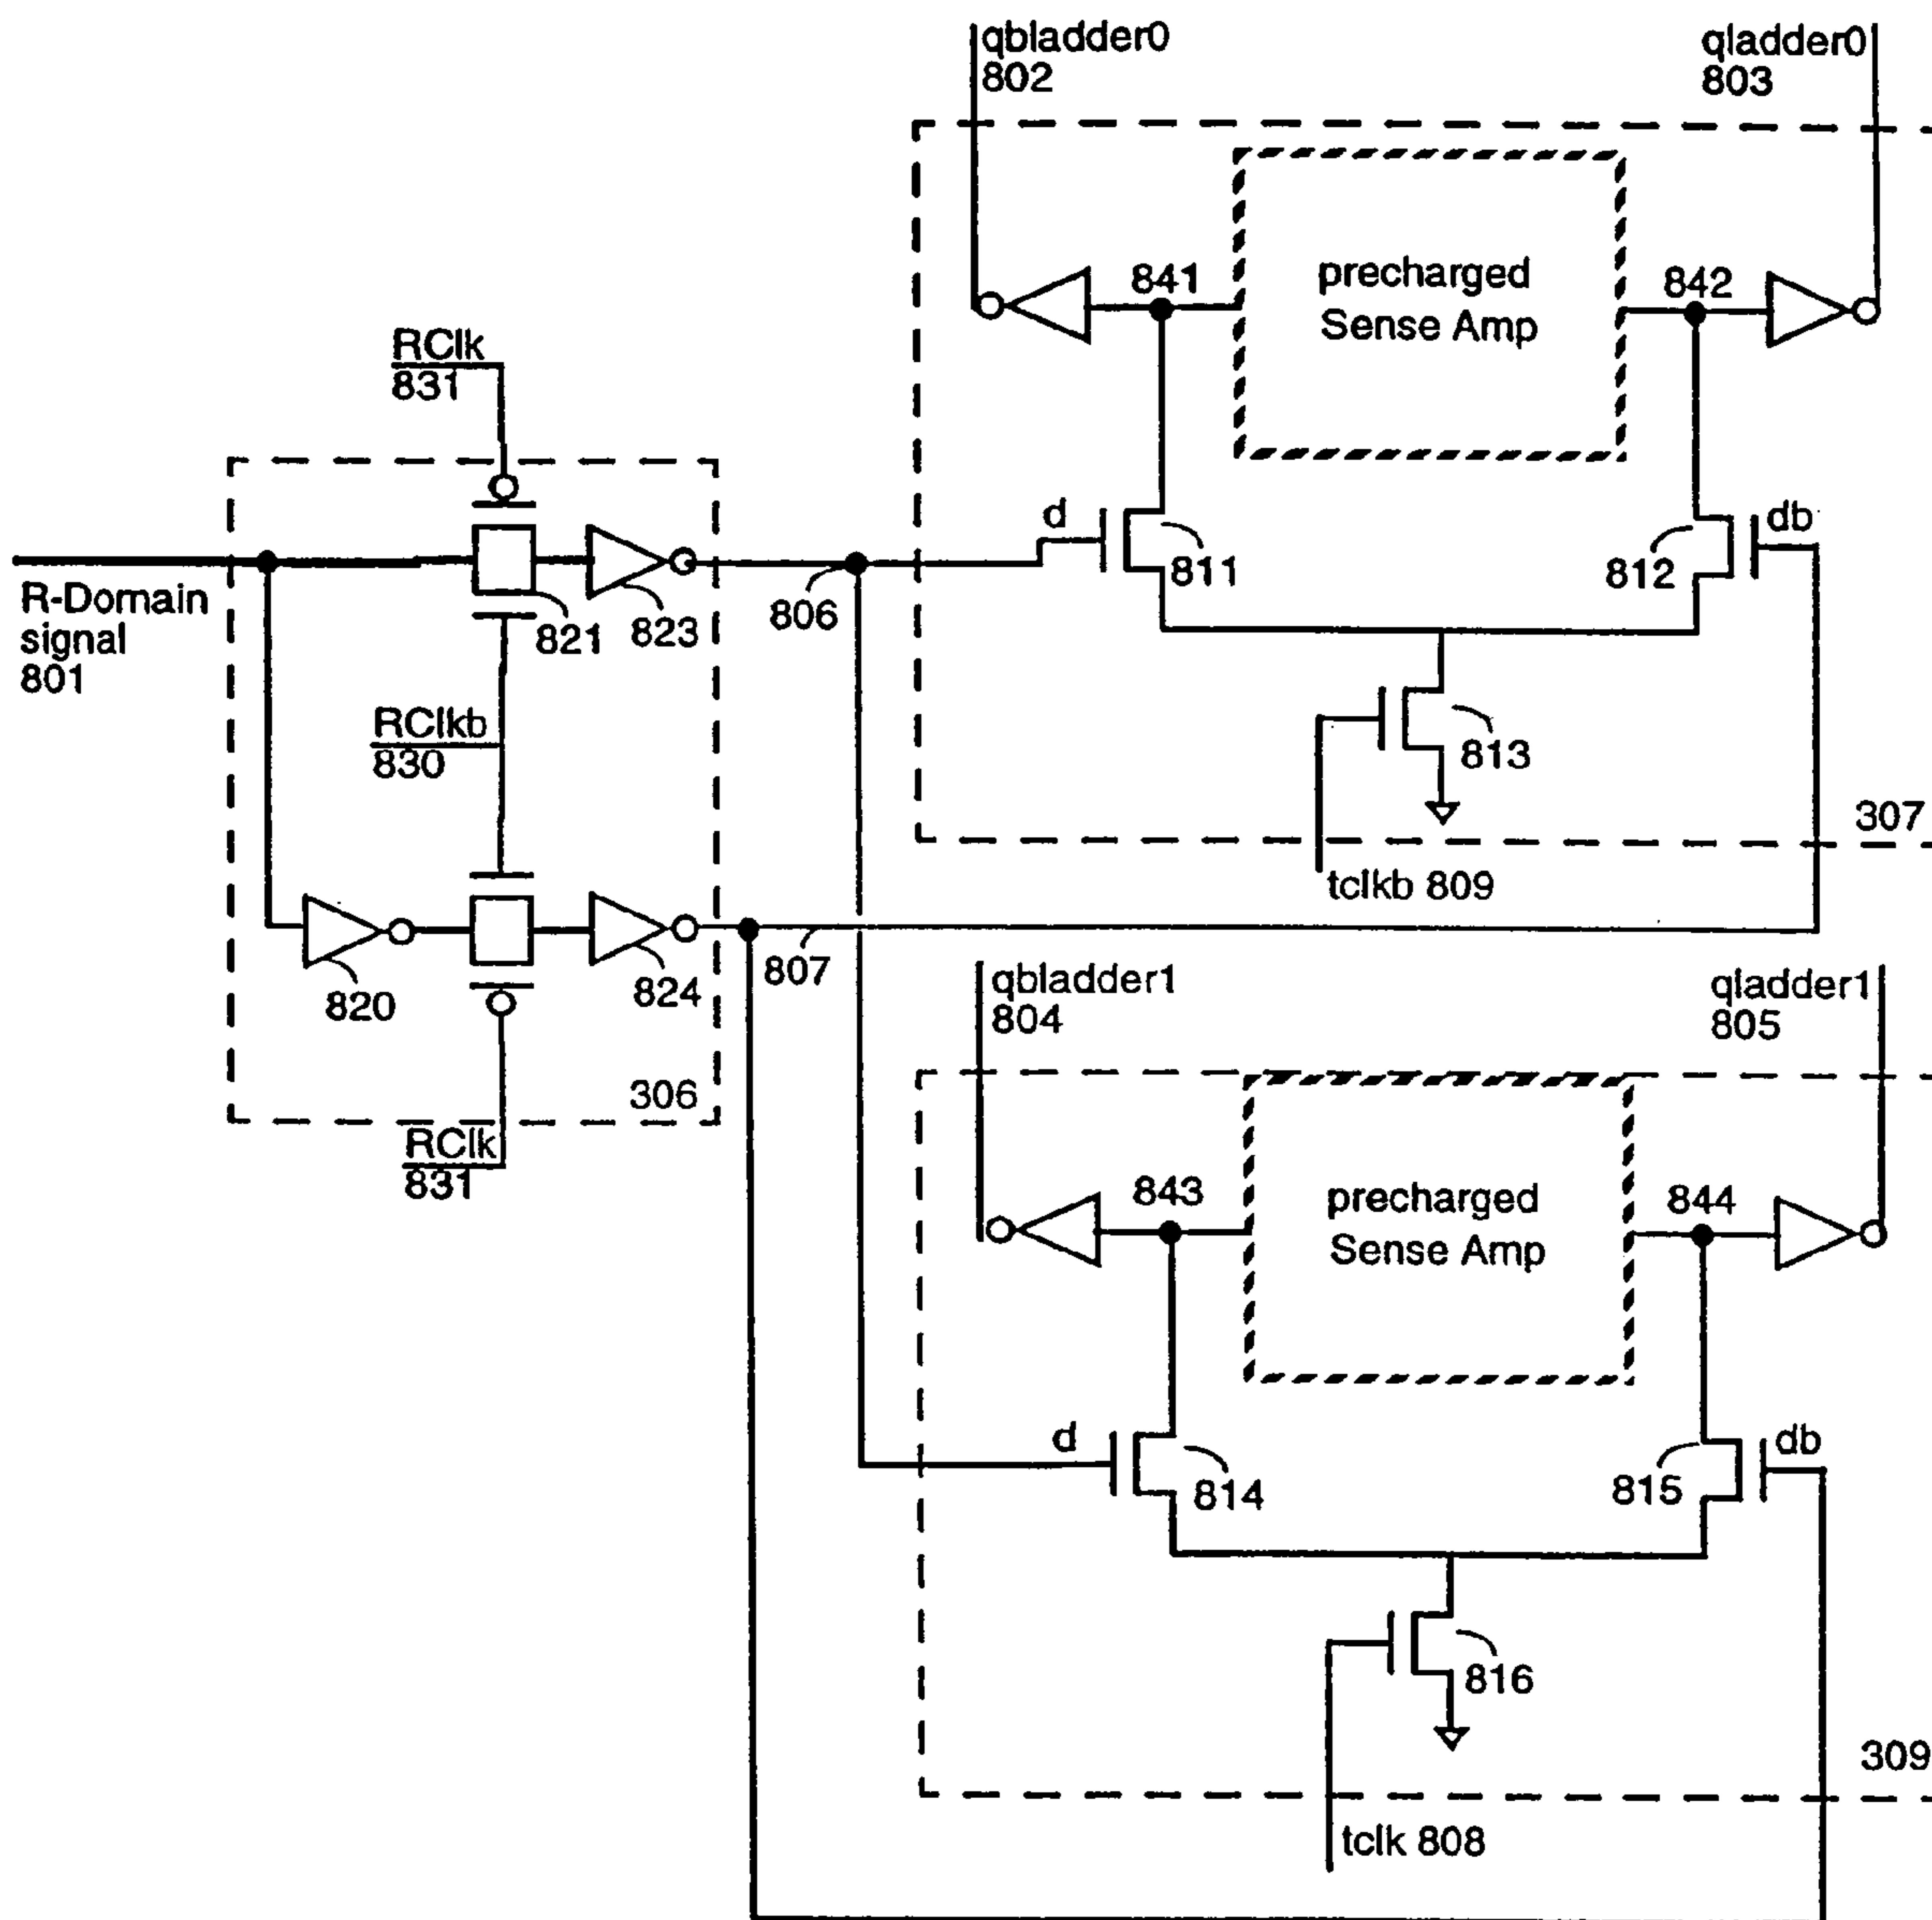 qbladder0
802
qladder0
803
precharged
Sense Amp
841
842
RClk
831
d
db
811
812
R-Domain
signal
801
821
823
806
RClkb
830
813
307
tclkb 809
820
824
807
qbladder1
804
qladder1
805
306
RClk
831
843
844
precharged
Sense Amp
d
db
814
815
816
309
tclk 808